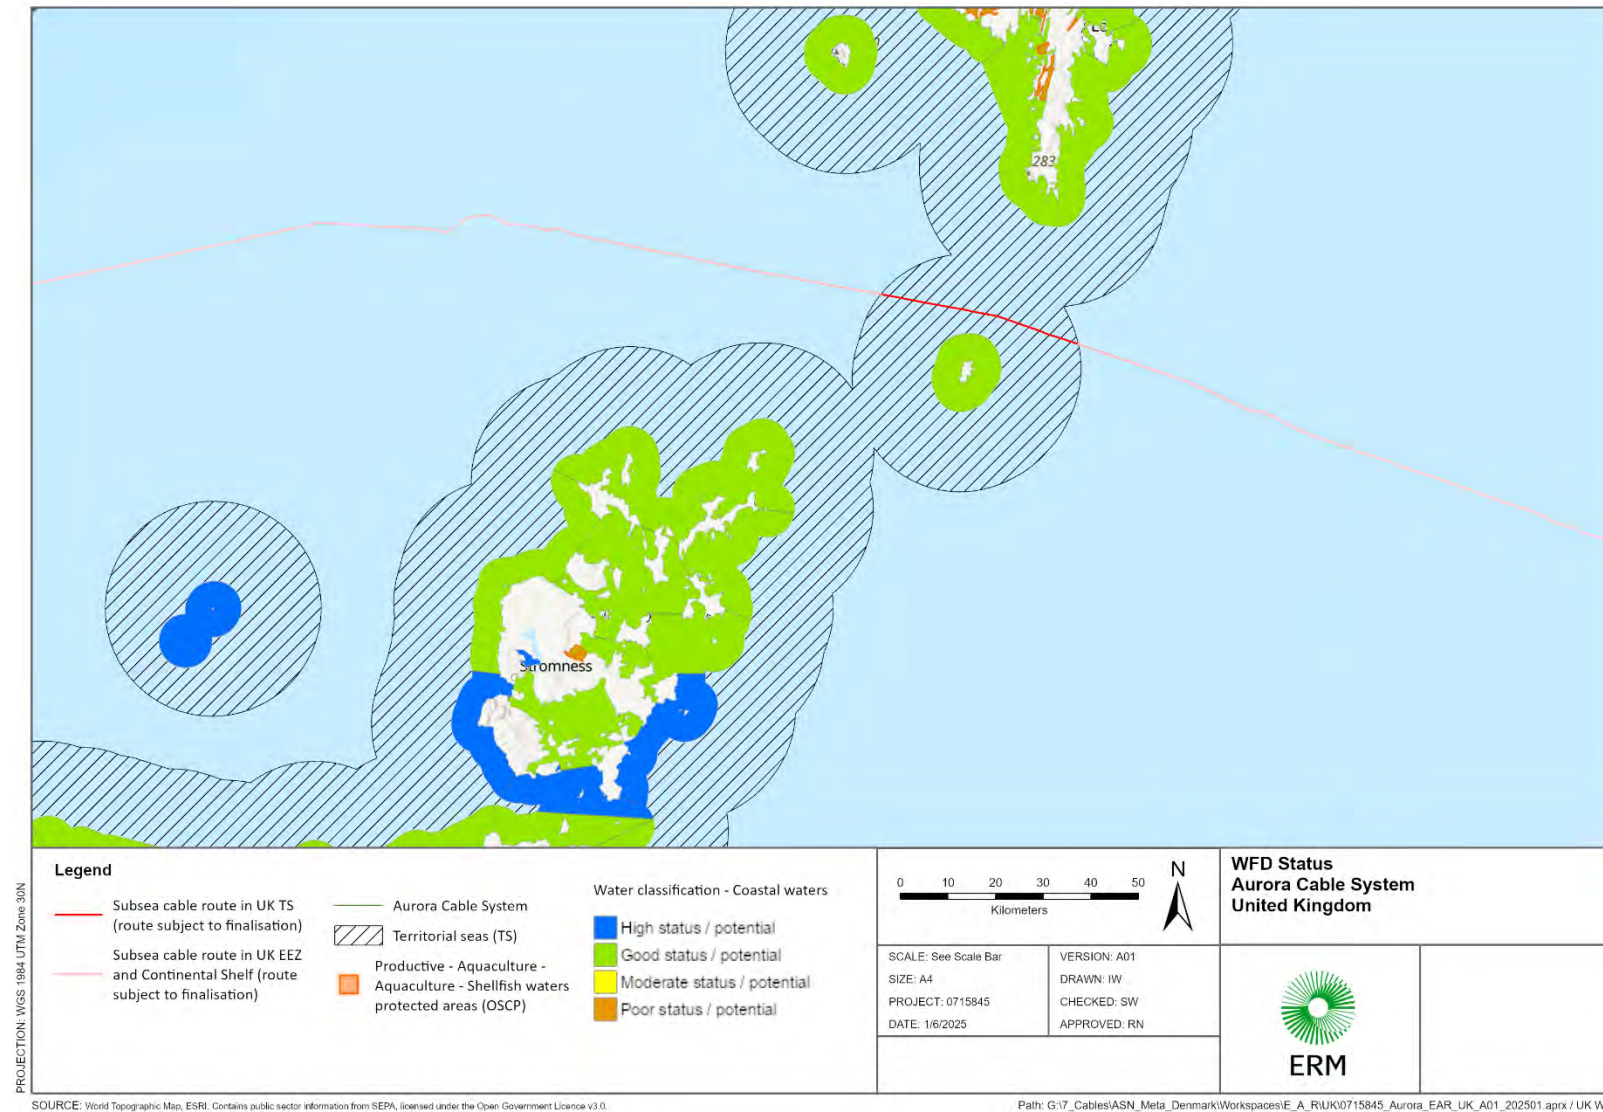 283
Stromness
PROJECTION: WGS 1984 UTM Zone 30N
Legend
Subsea cable route in UK TS
(route subject to finalisation)
Subsea cable route in UK EEZ
and Continental Shelf (route
subject to finalisation)
Aurora Cable System
Territorial seas (TS)
Productive - Aquaculture -
Aquaculture - Shellfish waters
protected areas (OSCP)
Water classification - Coastal waters
High status / potential
Good status / potential
Moderate status / potential
Poor status / potential
0 10 20 30 40 50
Kilometers
N
WFD Status
Aurora Cable System
United Kingdom
SCALE: See Scale Bar
SIZE: A4
PROJECT: 0715845
DATE: 1/6/2025
VERSION: A01
DRAWN: IW
CHECKED: SW
APPROVED: RN
ERM
SOURCE: World Topographic Map, ESRI. Contains public sector information from SEPA, licensed under the Open Government Licence v3.0.
Path: G:\7_Cables\ASN_Meta_Denmark\Workspaces\E_A_R\UK\0715845_Aurora_EAR_UK_A01_202501.aprx / UK W